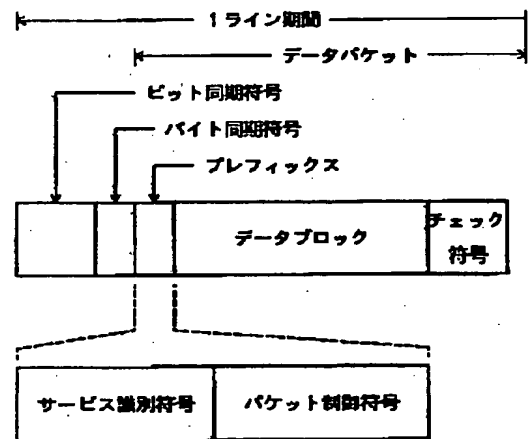 1ライン期間
データパケット
ビット同期符号
バイト同期符号
プレフィックス
データブロック
チェック
符号
サービス識別符号
パケット制御符号